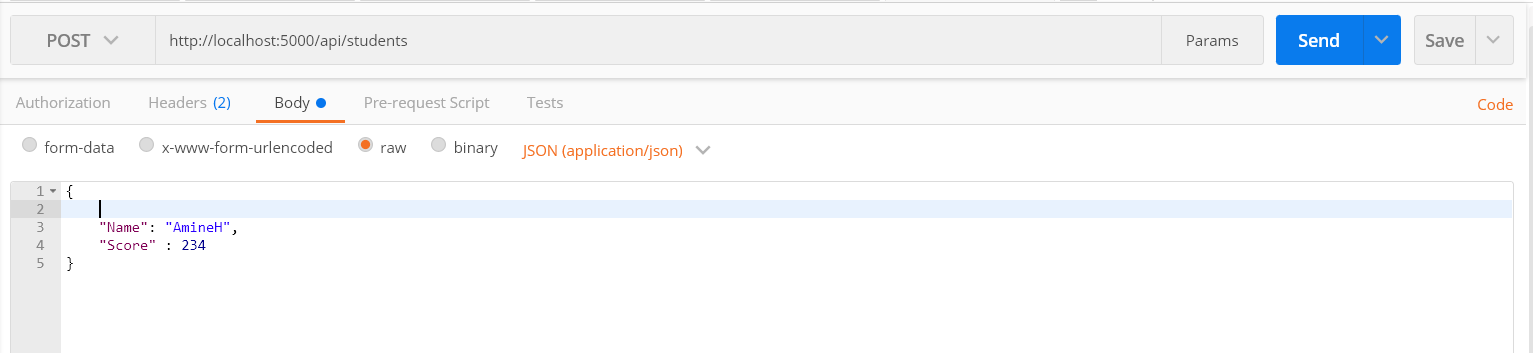 POST http://localhost:5000/api/students Params Send Save
Authorization Headers (2) Body Pre-request Script Tests Code
form-data x-www-form-urlencoded raw binary JSON (application/json)
1 {
2
3 "Name": "AmineH",
4 "Score" : 234
5 }